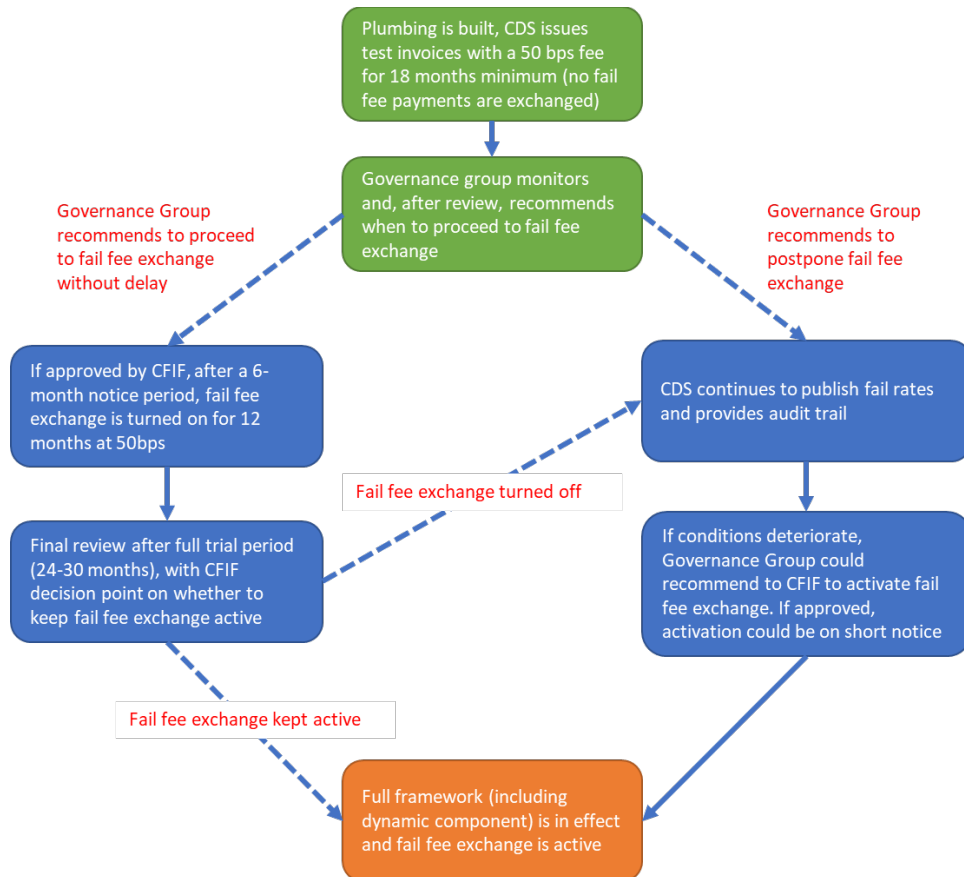 Plumbing is built, CDS issues
test invoices with a 50 bps fee
for 18 months minimum (no fail
fee payments are exchanged)
Governance group monitors
and, after review, recommends
when to proceed to fail fee
exchange
Governance Group
recommends to proceed
to fail fee exchange
without delay
Governance Group
recommends to
postpone fail fee
exchange
If approved by CFIF, after a 6-
month notice period, fail fee
exchange is turned on for 12
months at 50bps
CDS continues to publish fail rates
and provides audit trail
Fail fee exchange turned off
Final review after full trial period
(24-30 months), with CFIF
decision point on whether to
keep fail fee exchange active
If conditions deteriorate,
Governance Group could
recommend to CFIF to activate fail
fee exchange. If approved,
activation could be on short notice
Fail fee exchange kept active
Full framework (including
dynamic component) is in effect
and fail fee exchange is active